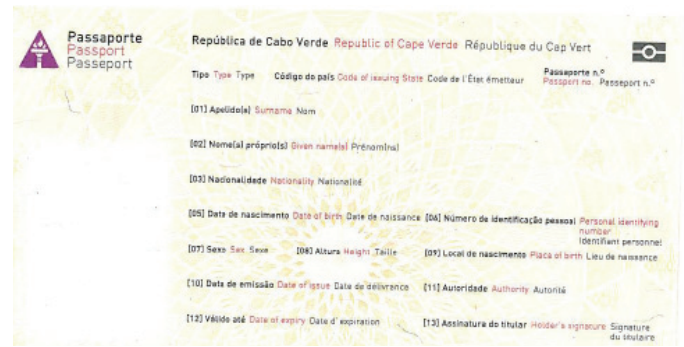 Passaporte
Passport
Passeport
República de Cabo Verde Republic of Cape Verde République du Cap Vert
Tipo Type Type Código do país Code of issuing State Code de l'État émetteur Passaporte n.º
Passport no. Passeport n.º
[01] Apelido(s) Surname Nom
[02] Nome(s) próprio(s) Given name(s) Prénom(ns)
[03] Nacionalidade Nationality Nationalité
[05] Data de nascimento Date of birth Date de naissance [06] Número de identificação pessoal Personal identifying
number
Identifiant personnel
[07] Sexo Sex Sexe [08] Altura Height Taille [09] Local de nascimento Place of birth Lieu de naissance
[10] Data de emissão Date of issue Date de délivrance [11] Autoridade Authority Autorité
[12] Válido até Date of expiry Date d'expiration [13] Assinatura do titular Holder's signature Signature
du titulaire